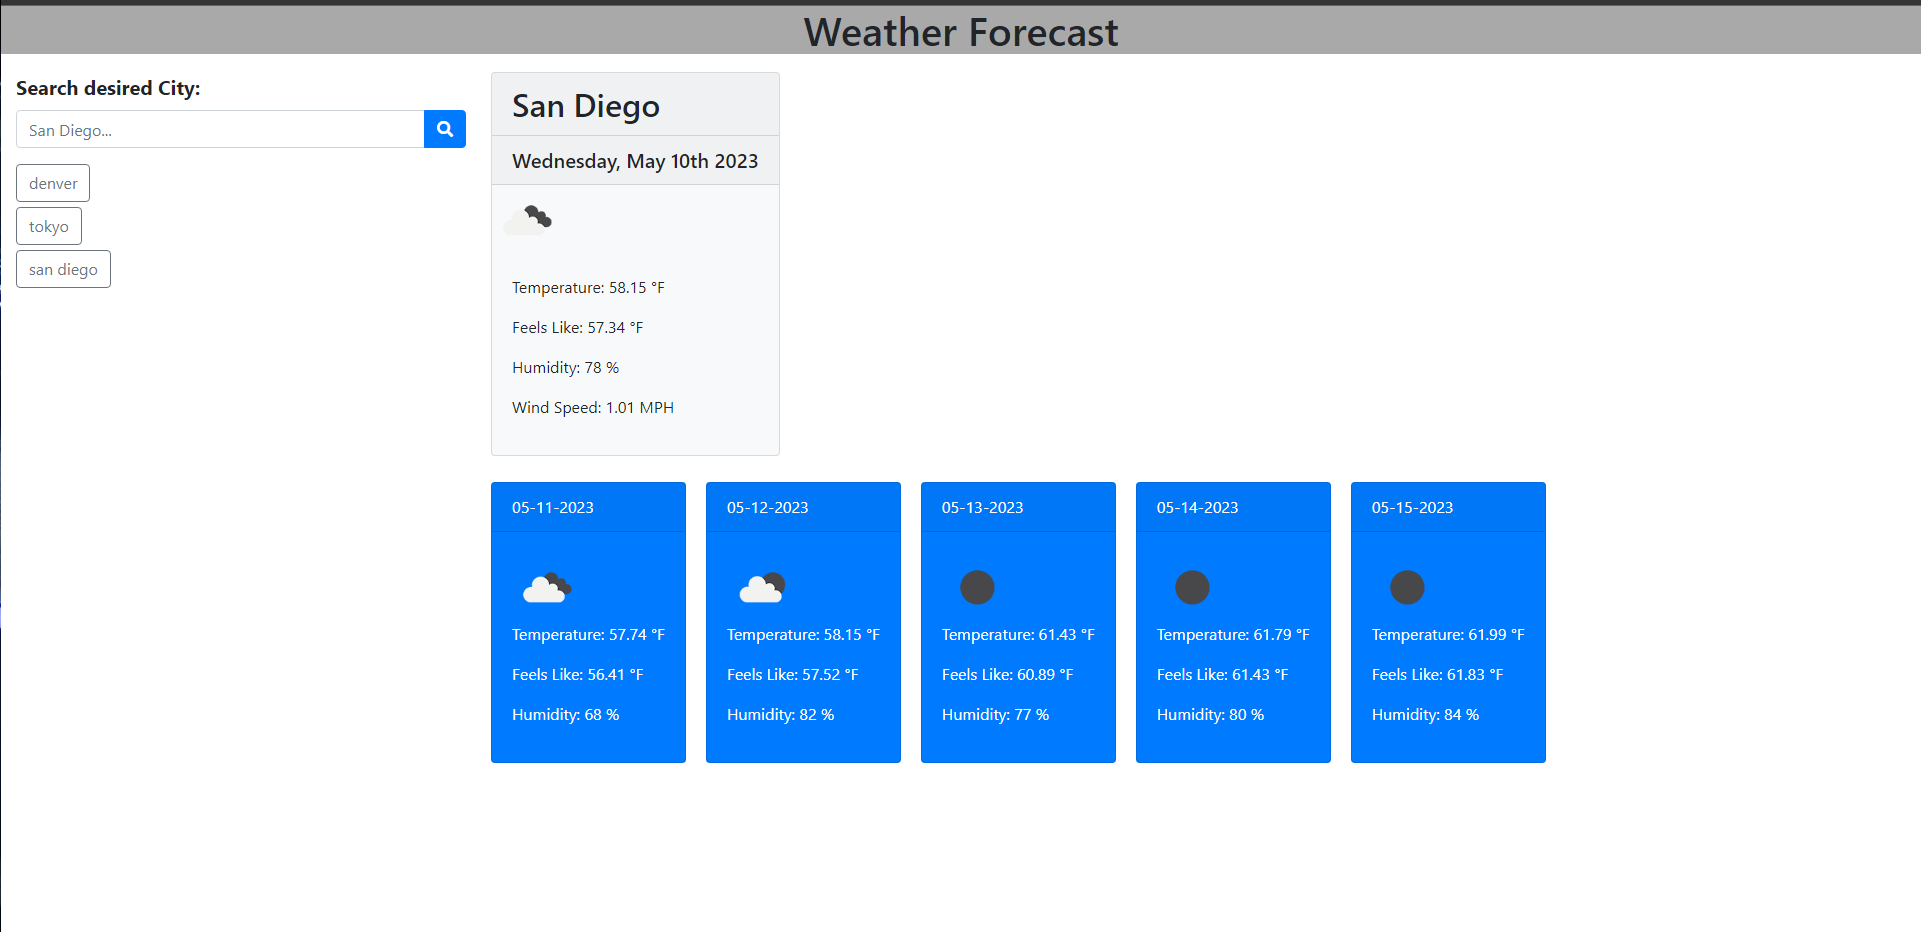 Weather Forecast
Search desired City:
San Diego...
denver
tokyo
san diego
San Diego
Wednesday, May 10th 2023
Temperature: 58.15 °F
Feels Like: 57.34 °F
Humidity: 78 %
Wind Speed: 1.01 MPH
05-11-2023
Temperature: 57.74 °F
Feels Like: 56.41 °F
Humidity: 68 %
05-12-2023
Temperature: 58.15 °F
Feels Like: 57.52 °F
Humidity: 82 %
05-13-2023
Temperature: 61.43 °F
Feels Like: 60.89 °F
Humidity: 77 %
05-14-2023
Temperature: 61.79 °F
Feels Like: 61.43 °F
Humidity: 80 %
05-15-2023
Temperature: 61.99 °F
Feels Like: 61.83 °F
Humidity: 84 %